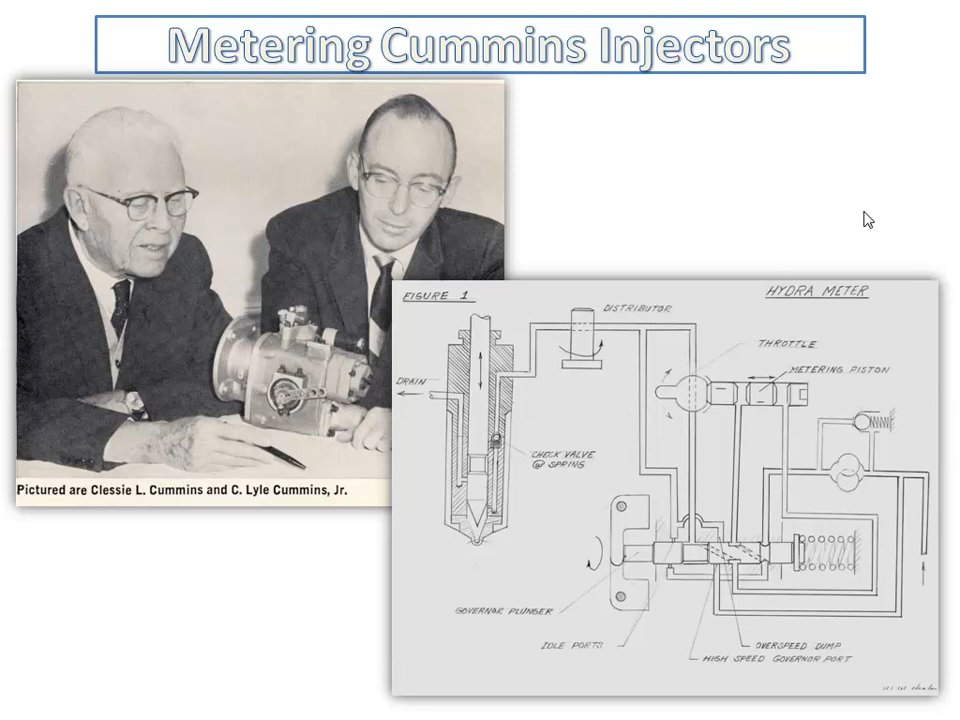 Metering Cummins Injectors
Pictured are Clessie L. Cummins and C. Lyle Cummins, Jr.
FIGURE 1
HYDRA METER
DISTRIBUTOR
THROTTLE
METERING PISTON
DRAIN
CHECK VALVE
@ SPRING
GOVERNOR PLUNGER
IDLE PORTS
OVERSPEED DUMP
HIGH SPEED GOVERNOR PORT